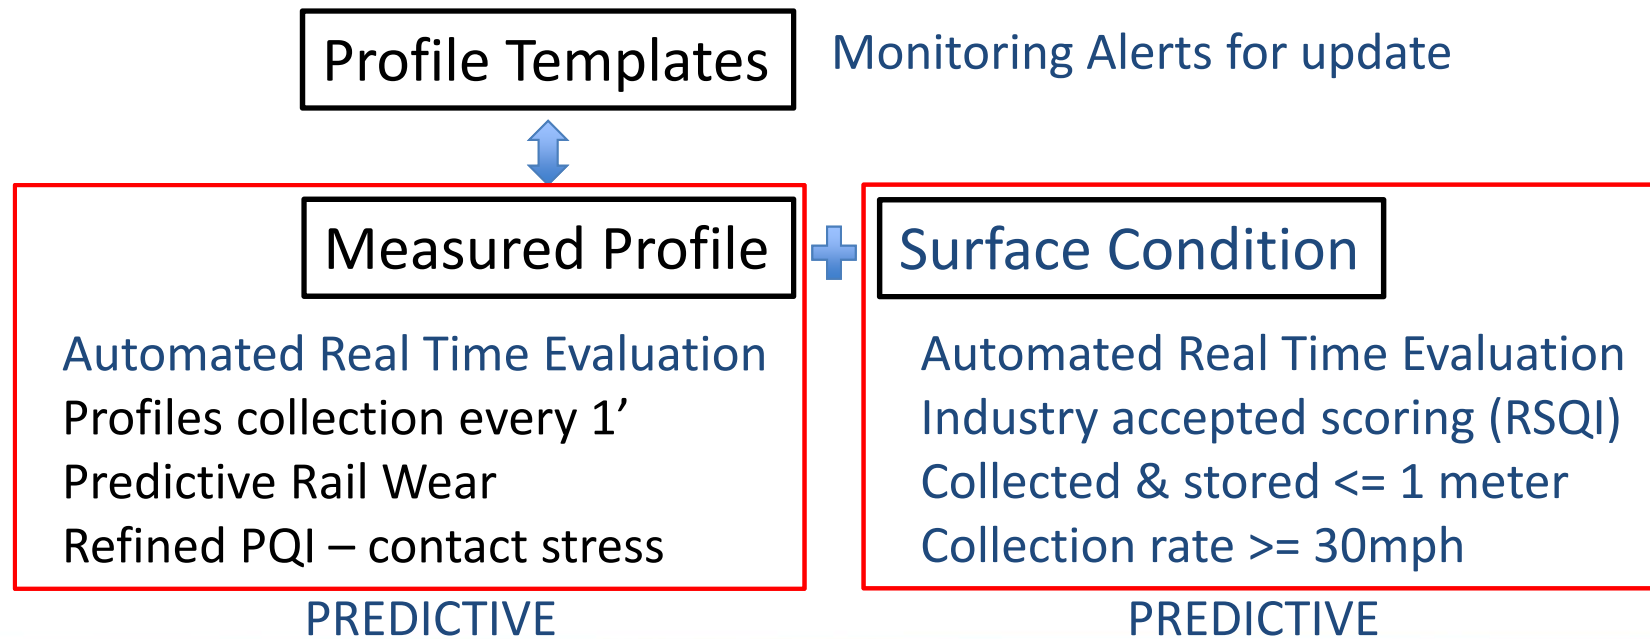 Profile Templates
Monitoring Alerts for update
Measured Profile
Automated Real Time Evaluation
Profiles collection every 1’
Predictive Rail Wear
Refined PQI – contact stress
PREDICTIVE
Surface Condition
Automated Real Time Evaluation
Industry accepted scoring (RSQI)
Collected & stored <= 1 meter
Collection rate >= 30mph
PREDICTIVE